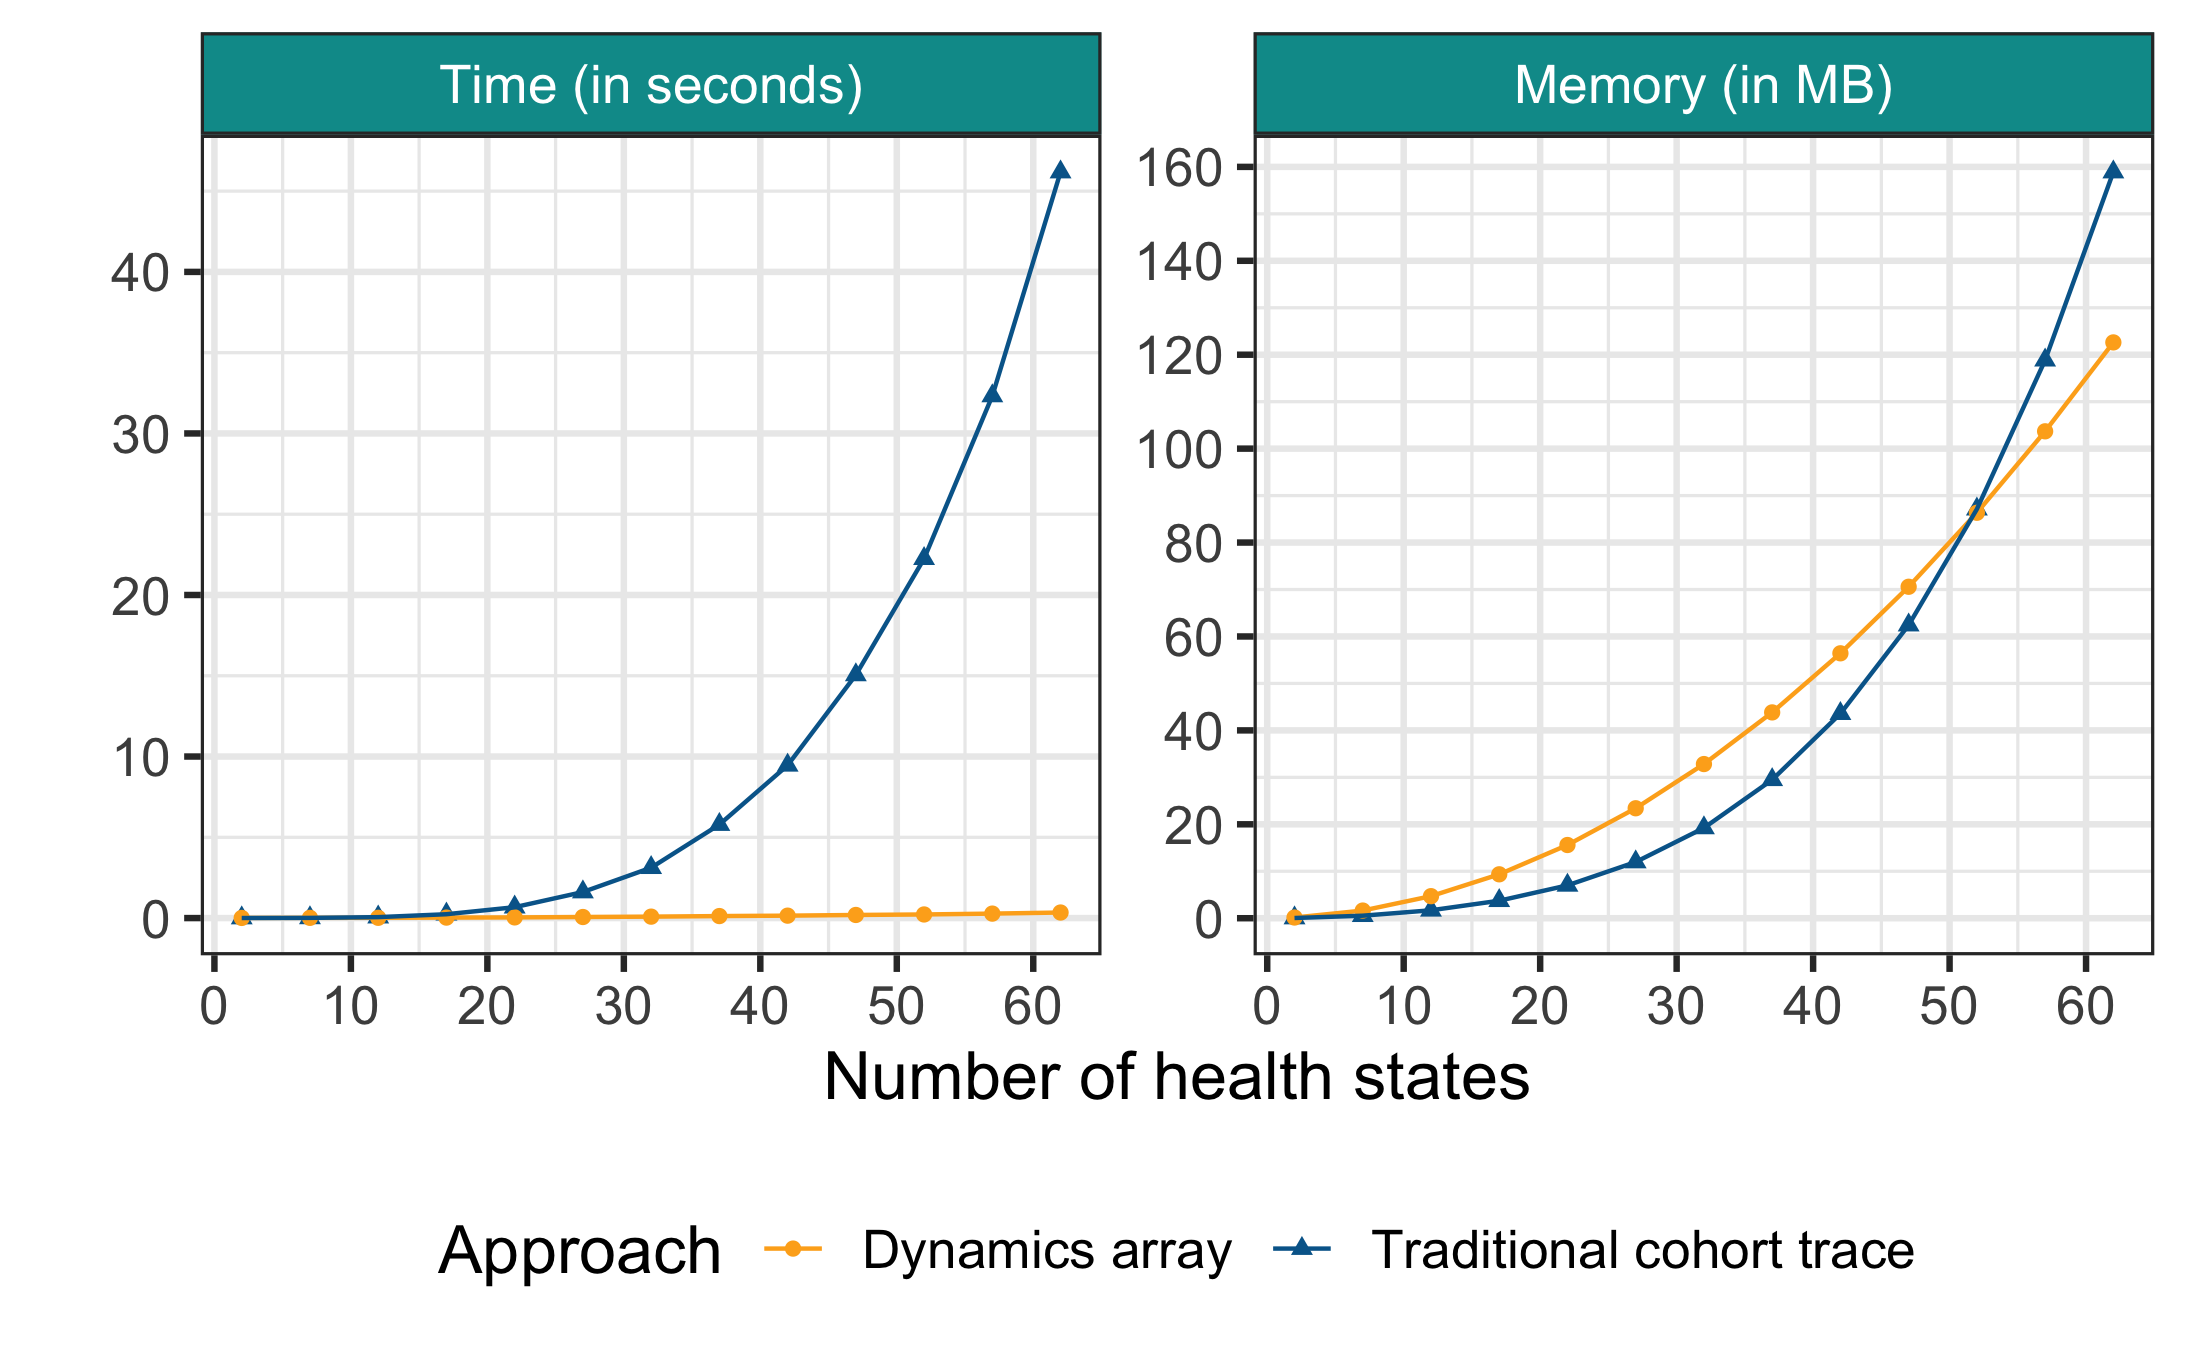 Time (in seconds)
Memory (in MB)
40
30
20
10
0
160
140
120
100
80
60
40
20
0
0 10 20 30 40 50 60
0 10 20 30 40 50 60
Number of health states
Approach Dynamics array Traditional cohort trace